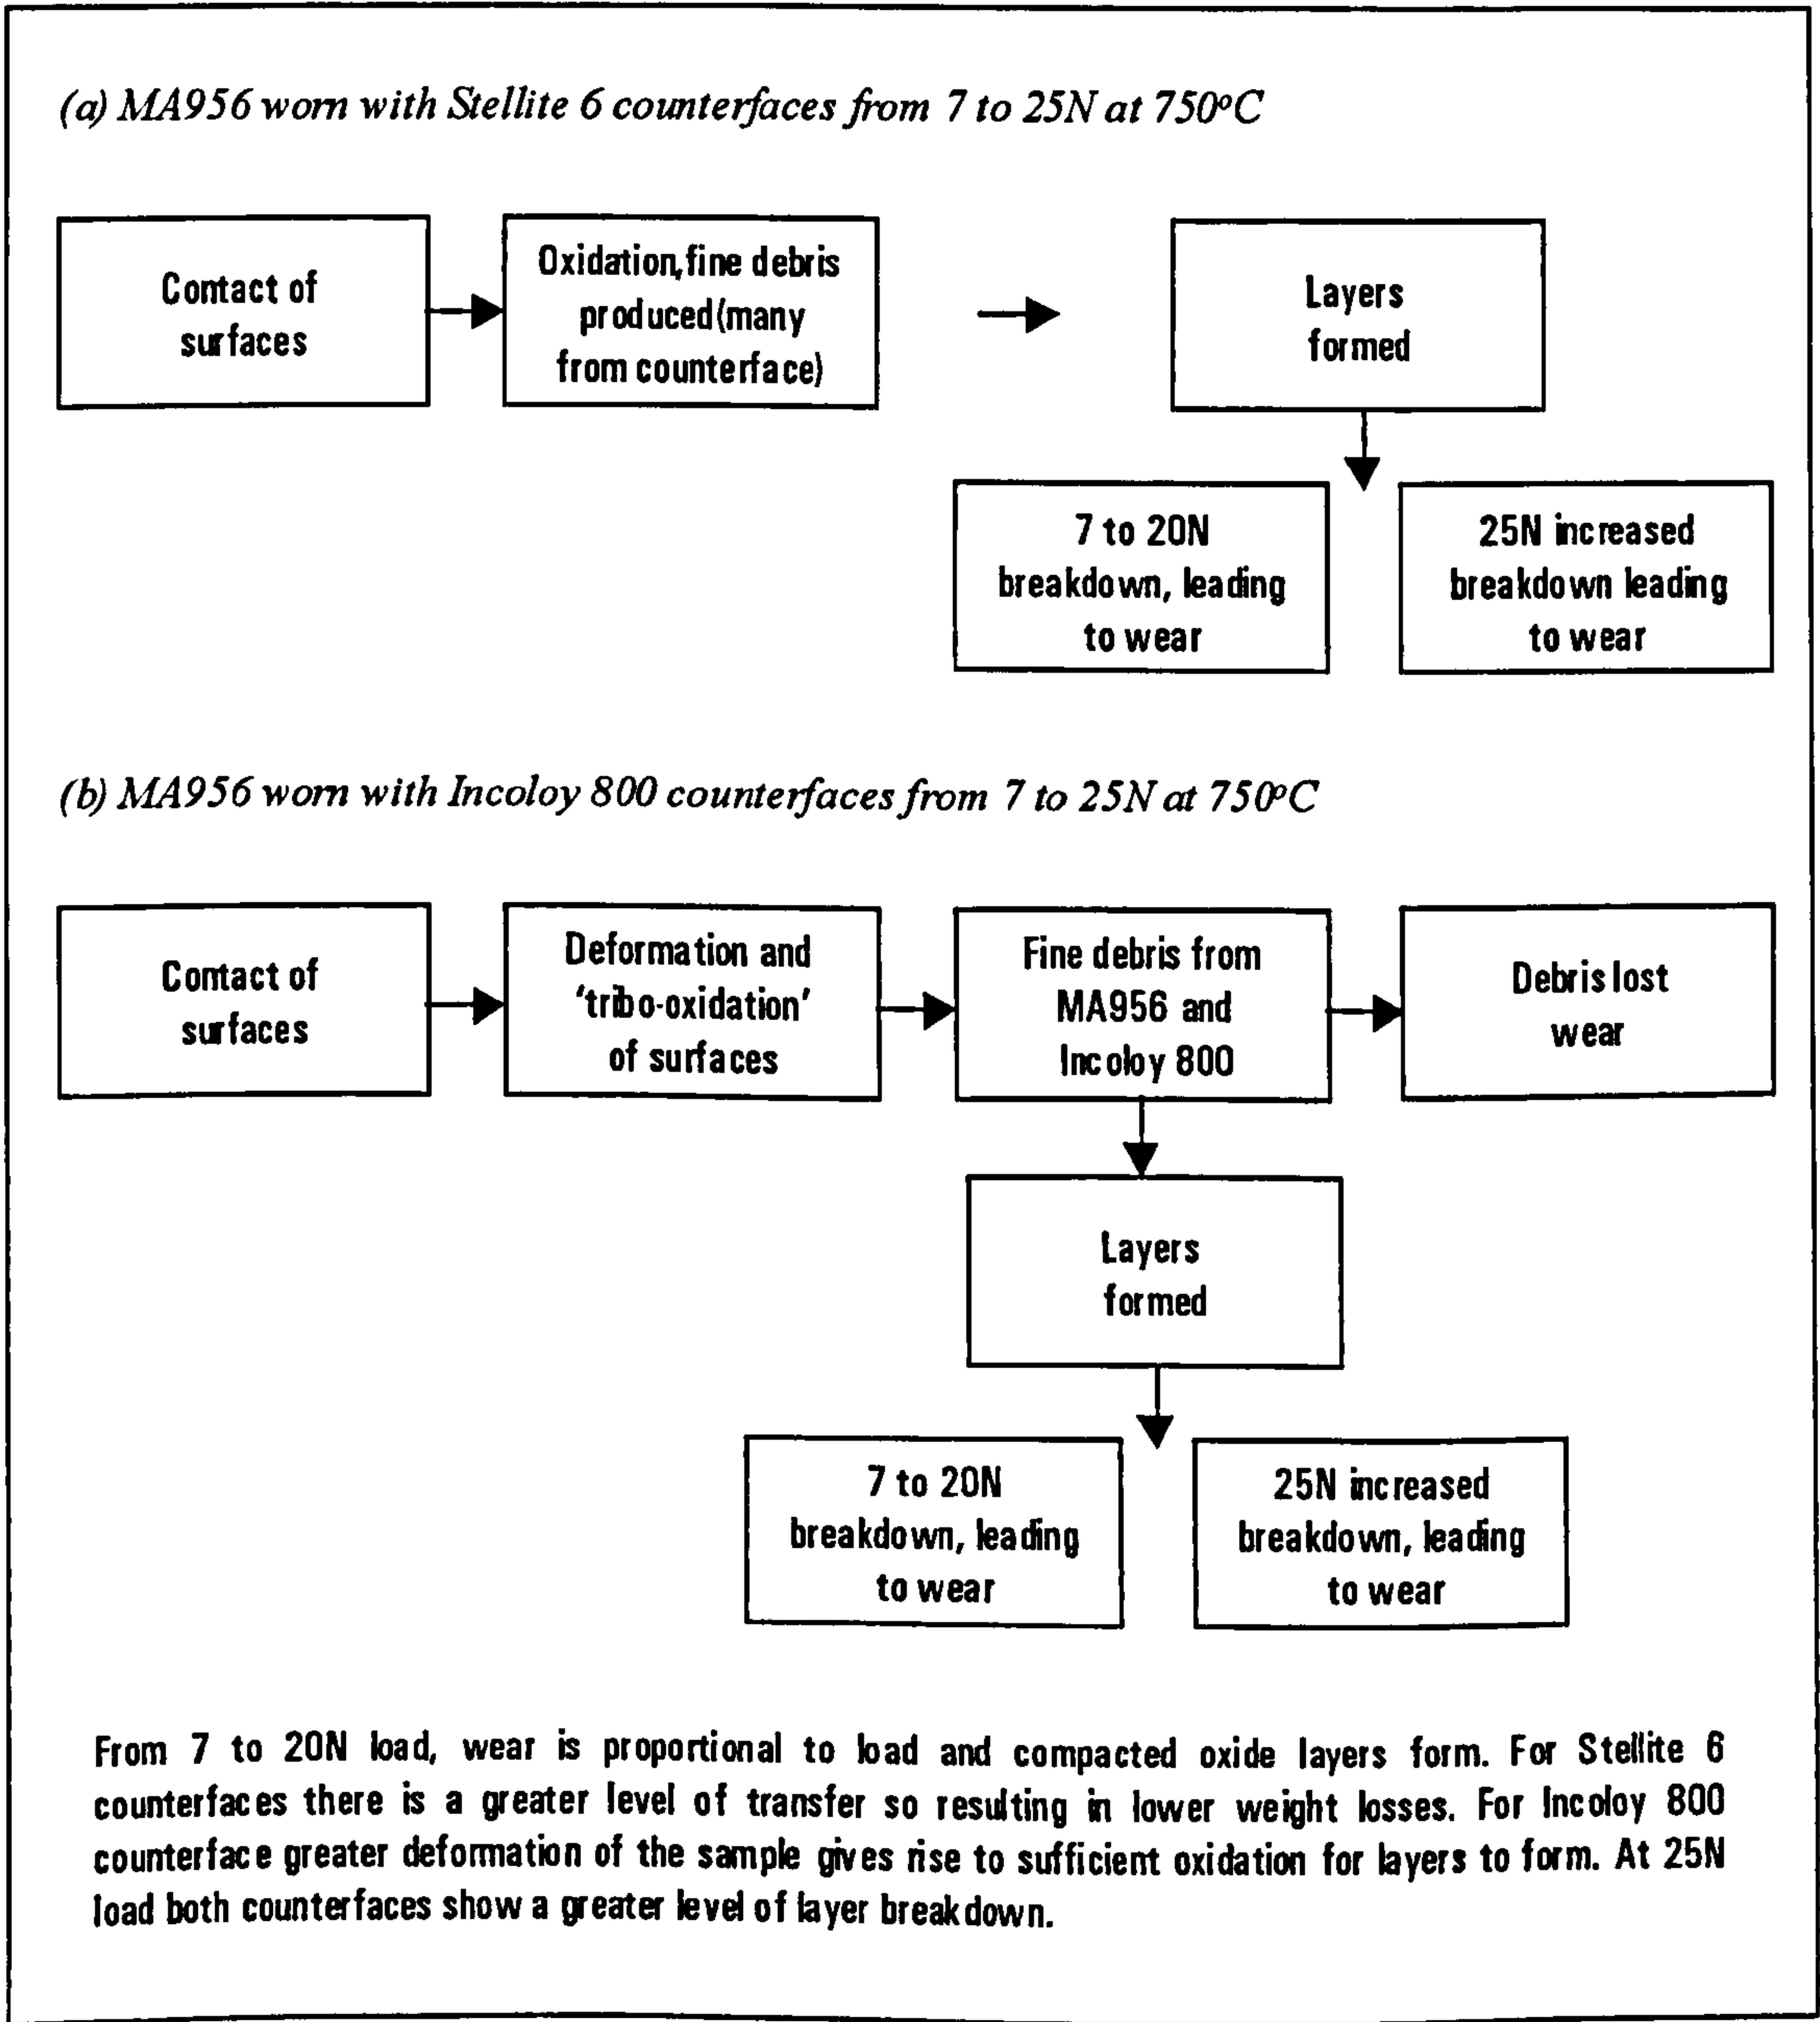 (a) MA956 worn with Stellite 6 counterfaces from 7 to 25N at 750ºC
Contact of
surfaces
Oxidation,fine debris
produced(many
from counterface)
Layers
formed
7 to 20N
breakdown, leading
to wear
25N increased
breakdown leading
to wear
(b) MA956 worn with Incoloy 800 counterfaces from 7 to 25N at 750ºC
Contact of
surfaces
Deformation and
‘tribo-oxidation’
of surfaces
Fine debris from
MA956 and
Incoloy 800
Debris lost
wear
Layers
formed
7 to 20N
breakdown, leading
to wear
25N increased
breakdown, leading
to wear
From 7 to 20N load, wear is proportional to load and compacted oxide layers form. For Stellite 6
counterfaces there is a greater level of transfer so resulting in lower weight losses. For Incoloy 800
counterface greater deformation of the sample gives rise to sufficient oxidation for layers to form. At 25N
load both counterfaces show a greater level of layer breakdown.